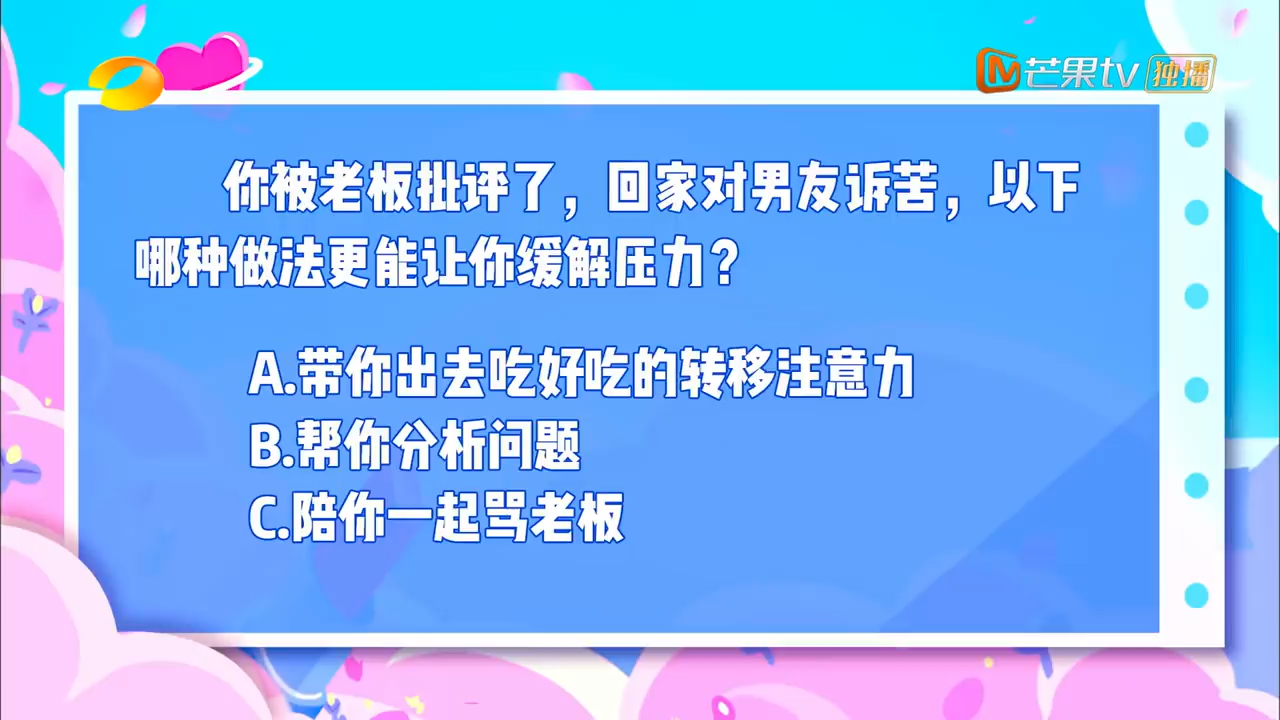 芒果tv 独播
你被老板批评了，回家对男友诉苦，以下
哪种做法更能让你缓解压力？
A.带你出去吃好吃的转移注意力
B.帮你分析问题
C.陪你一起骂老板